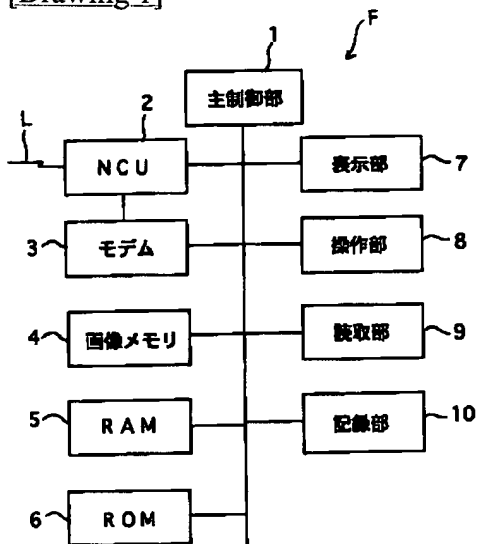 [Drawing 1]
F
1
主制御部
L
2
NCU
表示部
7
3
モデム
操作部
8
4
画像メモリ
読取部
9
5
RAM
記録部
10
6
ROM